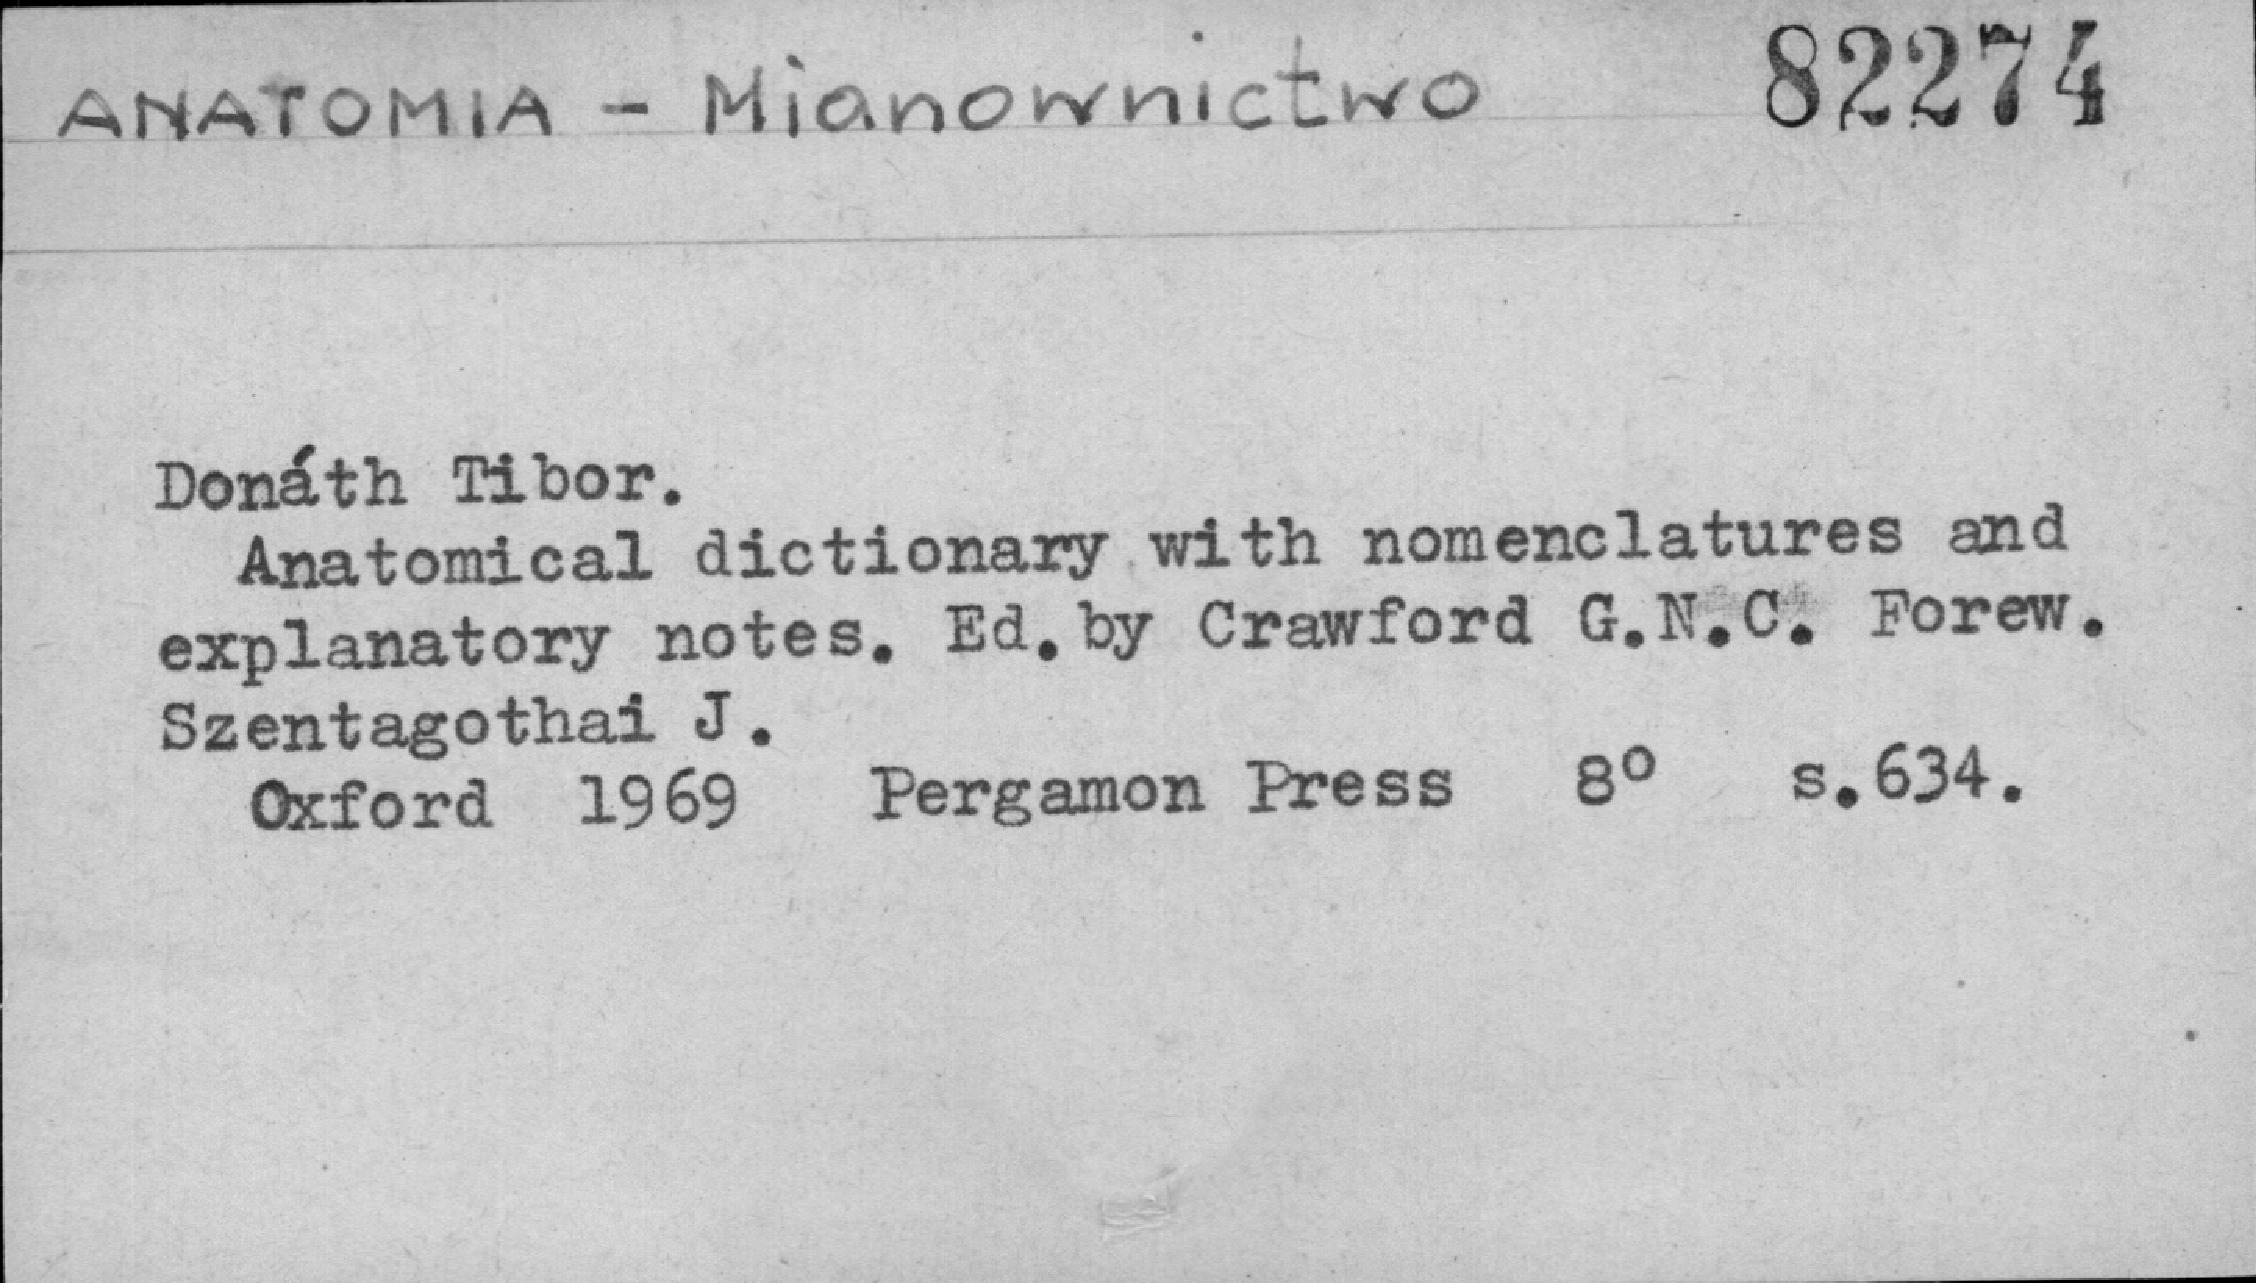 ANATOMIA - Mianownictwo 82274
Donáth Tibor.
Anatomical dictionary with nomenclatures and
explanatory notes. Ed.by Crawford G.N.C. Forew.
Szentagothai J.
Oxford 1969 Pergamon Press 8° s.634.